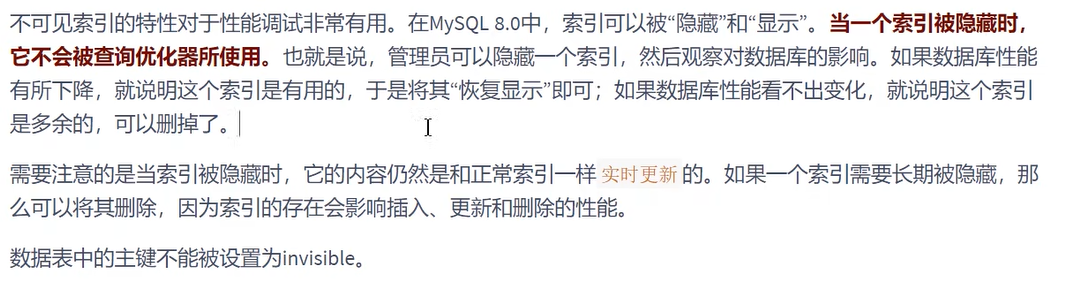 不可见索引的特性对于性能调试非常有用。在MySQL 8.0中，索引可以被“隐藏”和“显示”。当一个索引被隐藏时，
它不会被查询优化器所使用。也就是说，管理员可以隐藏一个索引，然后观察对数据库的影响。如果数据库性能
有所下降，就说明这个索引是有用的，于是将其“恢复显示”即可；如果数据库性能看不出变化，就说明这个索引
是多余的，可以删掉了。
需要注意的是当索引被隐藏时，它的内容仍然是和正常索引一样 实时更新 的。如果一个索引需要长期被隐藏，那
么可以将其删除，因为索引的存在会影响插入、更新和删除的性能。
数据表中的主键不能被设置为invisible。